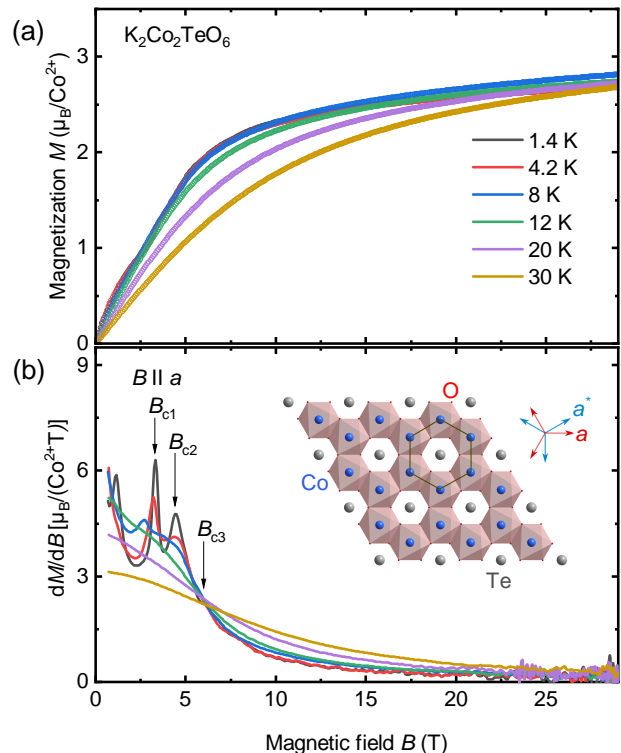 (a)
K₂Co₂TeO₆
3
2
1
0
Magnetization M (μB/Co²⁺)
1.4 K
4.2 K
8 K
12 K
20 K
30 K
(b)
B II a
Bc1
Bc2
Bc3
O
a*
a
Co
Te
9
6
3
0
dM/dB [μB/(Co²⁺T)]
0 5 10 15 20 25
Magnetic field B (T)